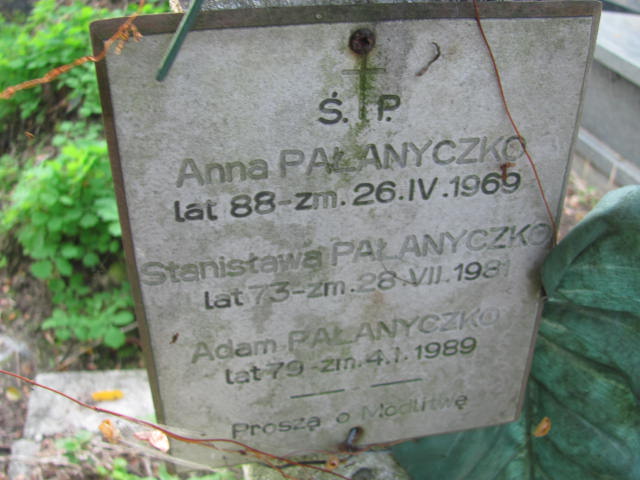 Ś. P.
Anna PAŁANYCZKO
lat 88-zm. 26.IV.1969
Stanisława PAŁANYCZKO
lat 73-zm. 28.VII.1981
Adam PAŁANYCZKO
lat 79-zm. 4.I.1989
Proszą o Modlitwę